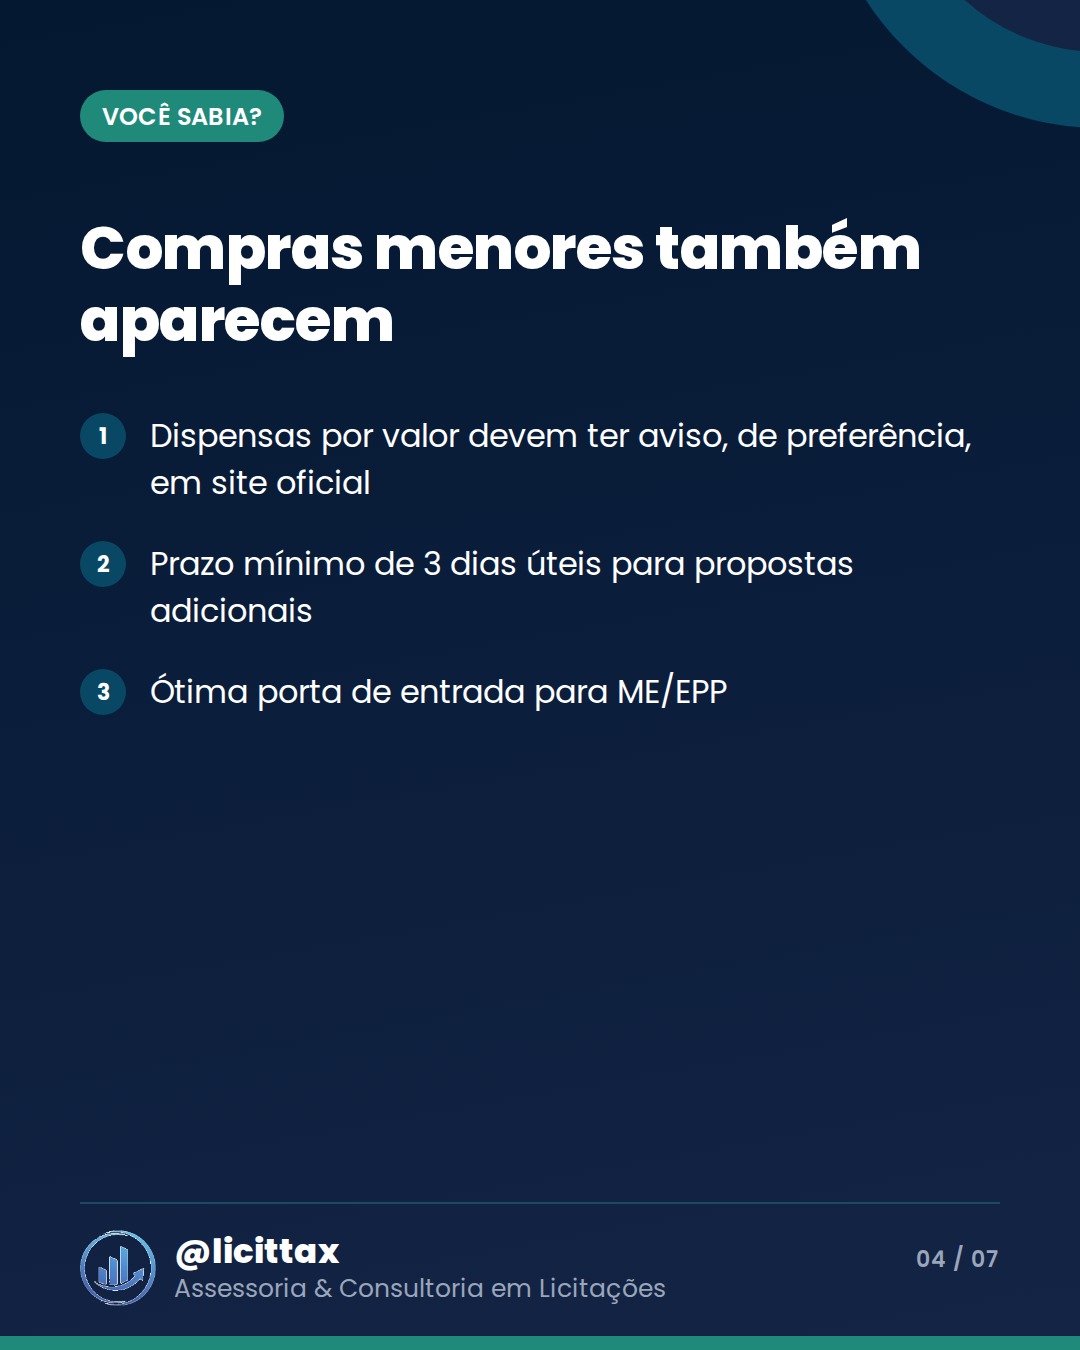 VOCÊ SABIA?
Compras menores também
aparecem
1 Dispensas por valor devem ter aviso, de preferência,
em site oficial
2 Prazo mínimo de 3 dias úteis para propostas
adicionais
3 Ótima porta de entrada para ME/EPP
@licittax
Assessoria & Consultoria em Licitações
04 / 07